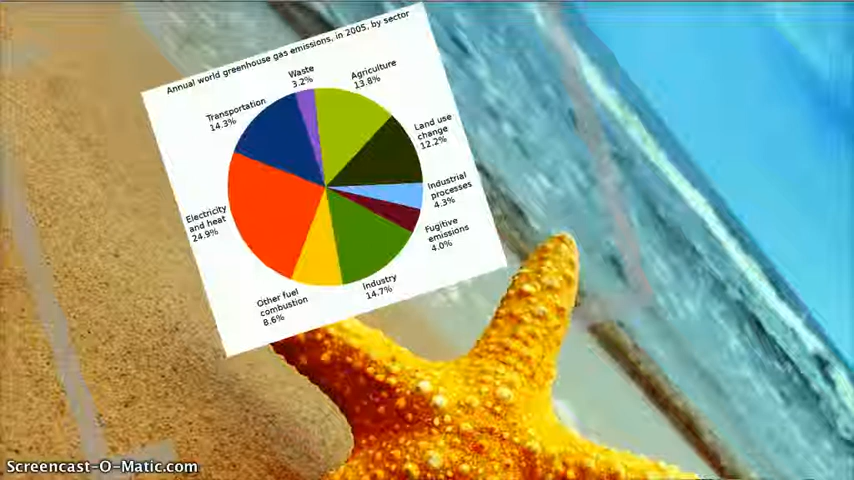 Annual world greenhouse gas emissions, in 2005, by sector
Waste
3.2%
Agriculture
13.8%
Transportation
14.3%
Land use
change
12.2%
Industrial
processes
4.3%
Electricity
and heat
24.9%
Fugitive
emissions
4.0%
Other fuel
combustion
8.6%
Industry
14.7%
Screencast-O-Matic.com